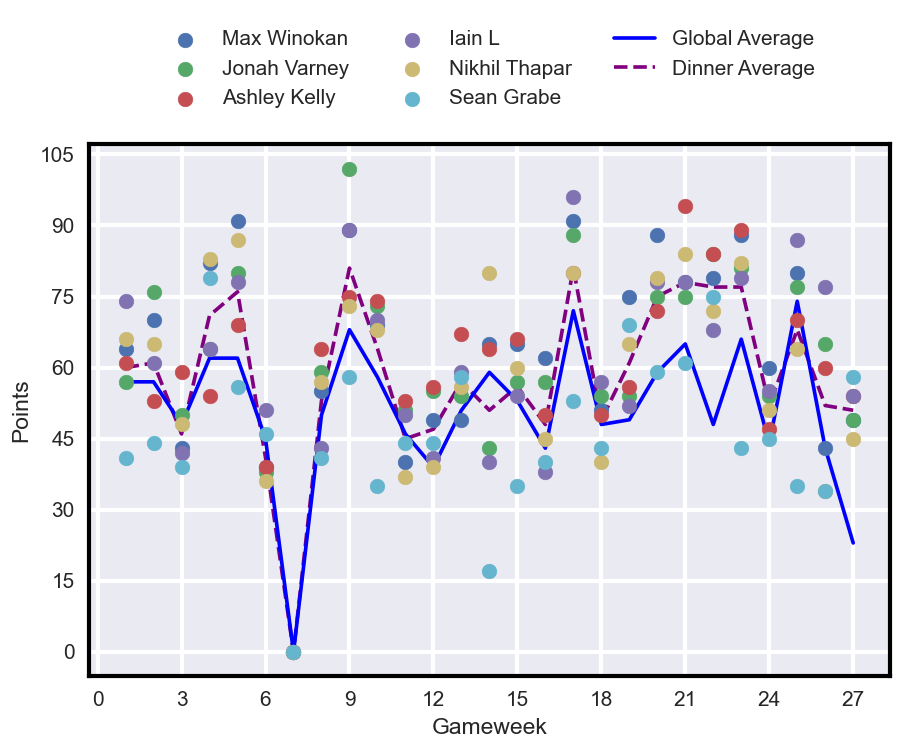 Max Winokan Iain L Global Average
Jonah Varney Nikhil Thapar Dinner Average
Ashley Kelly Sean Grabe
105
90
75
60
45
30
15
0
Points
0 3 6 9 12 15 18 21 24 27
Gameweek